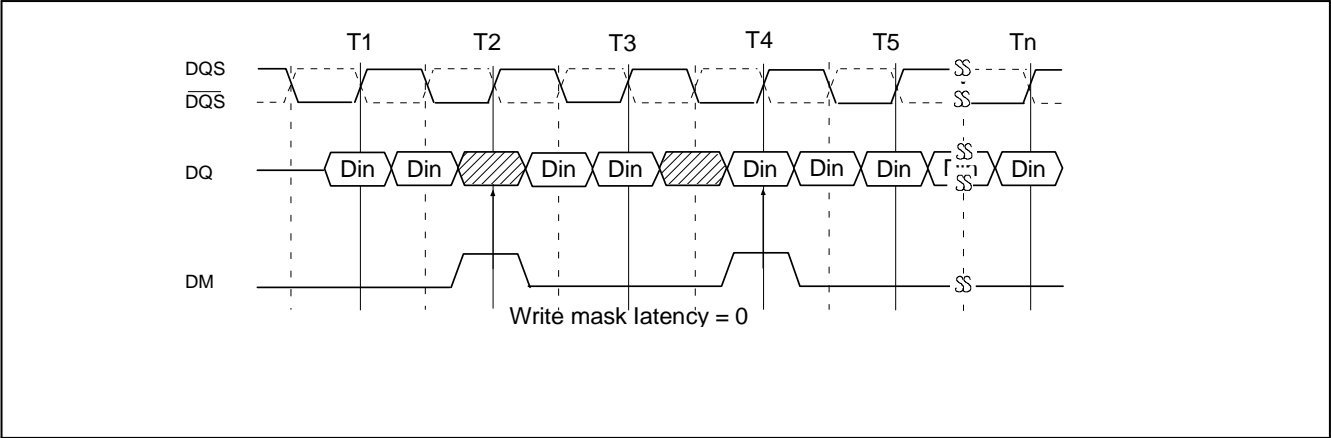 T1 T2 T3 T4 T5 Tn
DQS
DQS
DQ Din Din Din Din Din Din Din Din
DM
Write mask latency = 0